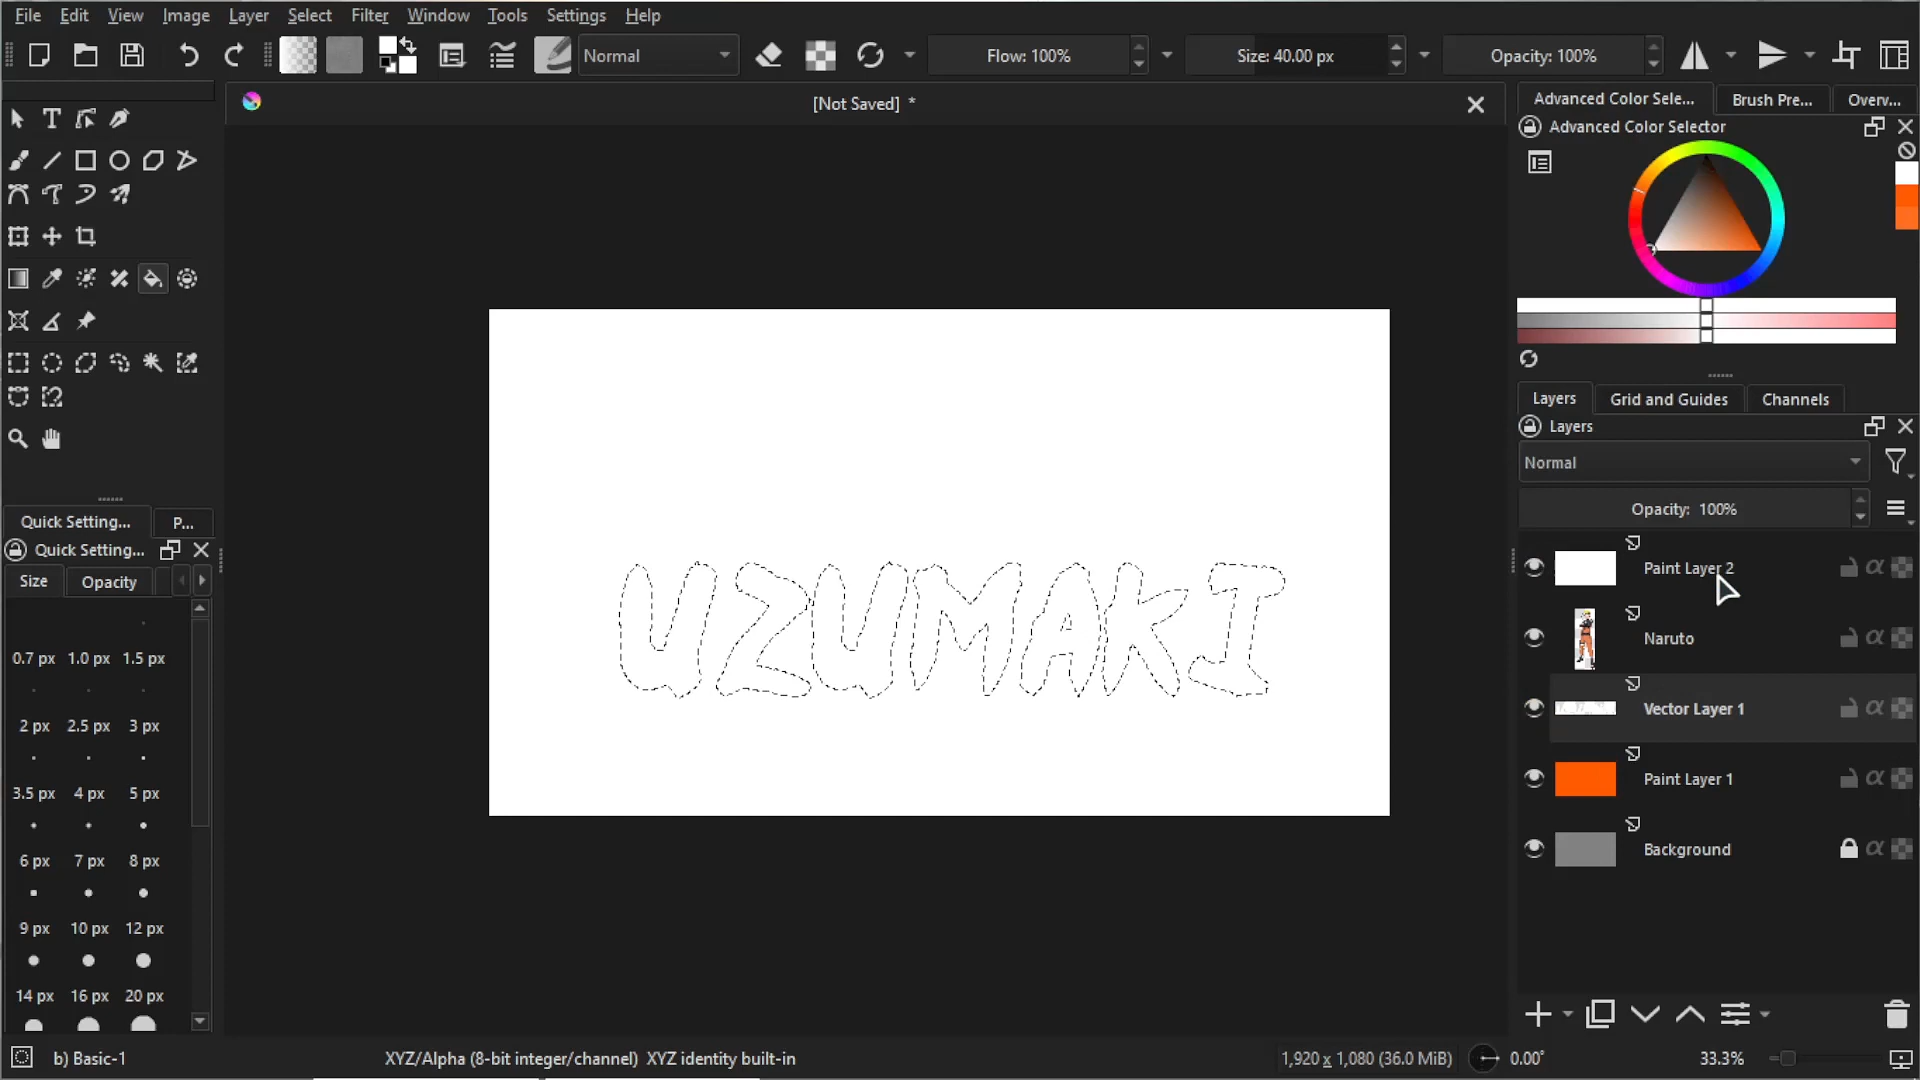 File Edit View Image Layer Select Filter Window Tools Settings Help
Normal Flow: 100% Size: 40.00 px Opacity: 100%
[Not Saved] *
Advanced Color Sele... Brush Pre... Overv...
Advanced Color Selector
Layers Grid and Guides Channels
Layers
Normal
Opacity: 100%
Paint Layer 2
Naruto
Vector Layer 1
Paint Layer 1
Background
UZUMAKI
Quick Setting... P...
Quick Setting...
Size Opacity
0.7 px 1.0 px 1.5 px
2 px 2.5 px 3 px
3.5 px 4 px 5 px
6 px 7 px 8 px
9 px 10 px 12 px
14 px 16 px 20 px
b) Basic-1 XYZ/Alpha (8-bit integer/channel) XYZ identity built-in 1,920 x 1,080 (36.0 MiB) 0.00° 33.3%